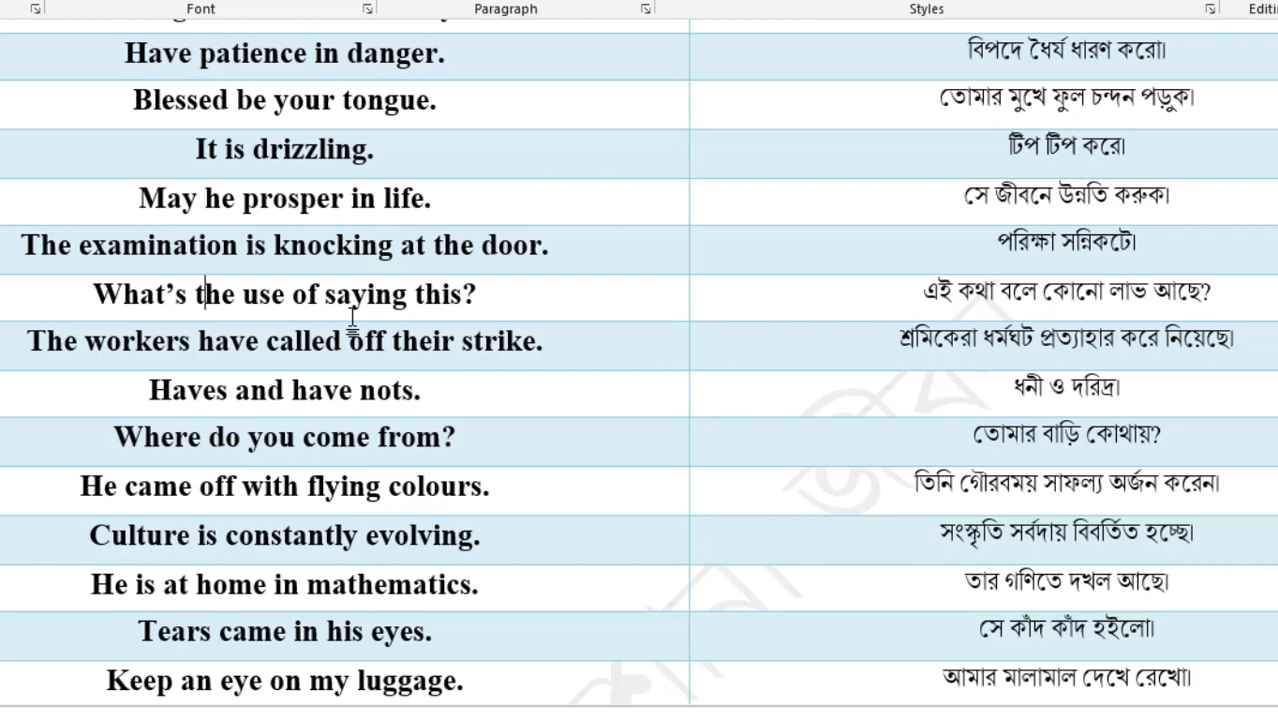 Font Paragraph Styles
Have patience in danger. বিপদে ধৈর্য ধারণ করো।
Blessed be your tongue. তোমার মুখে ফুল চন্দন পড়ুক।
It is drizzling. টিপ টিপ করে।
May he prosper in life. সে জীবনে উন্নতি করুক।
The examination is knocking at the door. পরিক্ষা সন্নিকটে।
What’s the use of saying this? এই কথা বলে কোনো লাভ আছে?
The workers have called off their strike. শ্রমিকেরা ধর্মঘট প্রত্যাহার করে নিয়েছে।
Haves and have nots. ধনী ও দরিদ্র।
Where do you come from? তোমার বাড়ি কোথায়?
He came off with flying colours. তিনি গৌরবময় সাফল্য অর্জন করেন।
Culture is constantly evolving. সংস্কৃতি সর্বদায় বিবর্তিত হচ্ছে।
He is at home in mathematics. তার গণিতে দখল আছে।
Tears came in his eyes. সে কাঁদ কাঁদ হইলো।
Keep an eye on my luggage. আমার মালামাল দেখে রেখো।